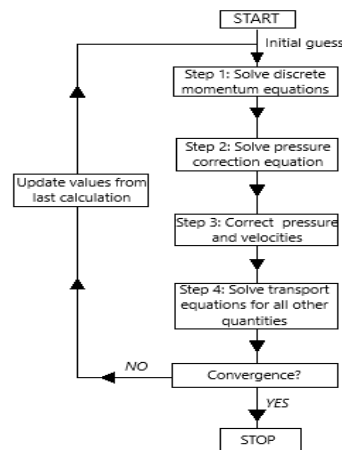 START
Initial guess
Step 1: Solve discrete
momentum equations
Step 2: Solve pressure
correction equation
Update values from
last calculation
Step 3: Correct pressure
and velocities
Step 4: Solve transport
equations for all other
quantities
NO
Convergence?
YES
STOP